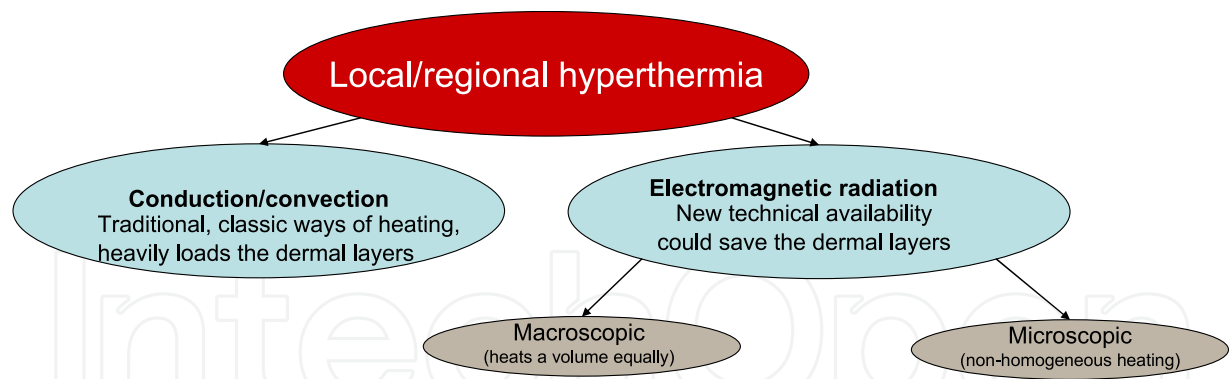 Local/regional hyperthermia
Conduction/convection
Traditional, classic ways of heating,
heavily loads the dermal layers
Electromagnetic radiation
New technical availability
could save the dermal layers
Macroscopic
(heats a volume equally)
Microscopic
(non-homogeneous heating)
IntechOpen